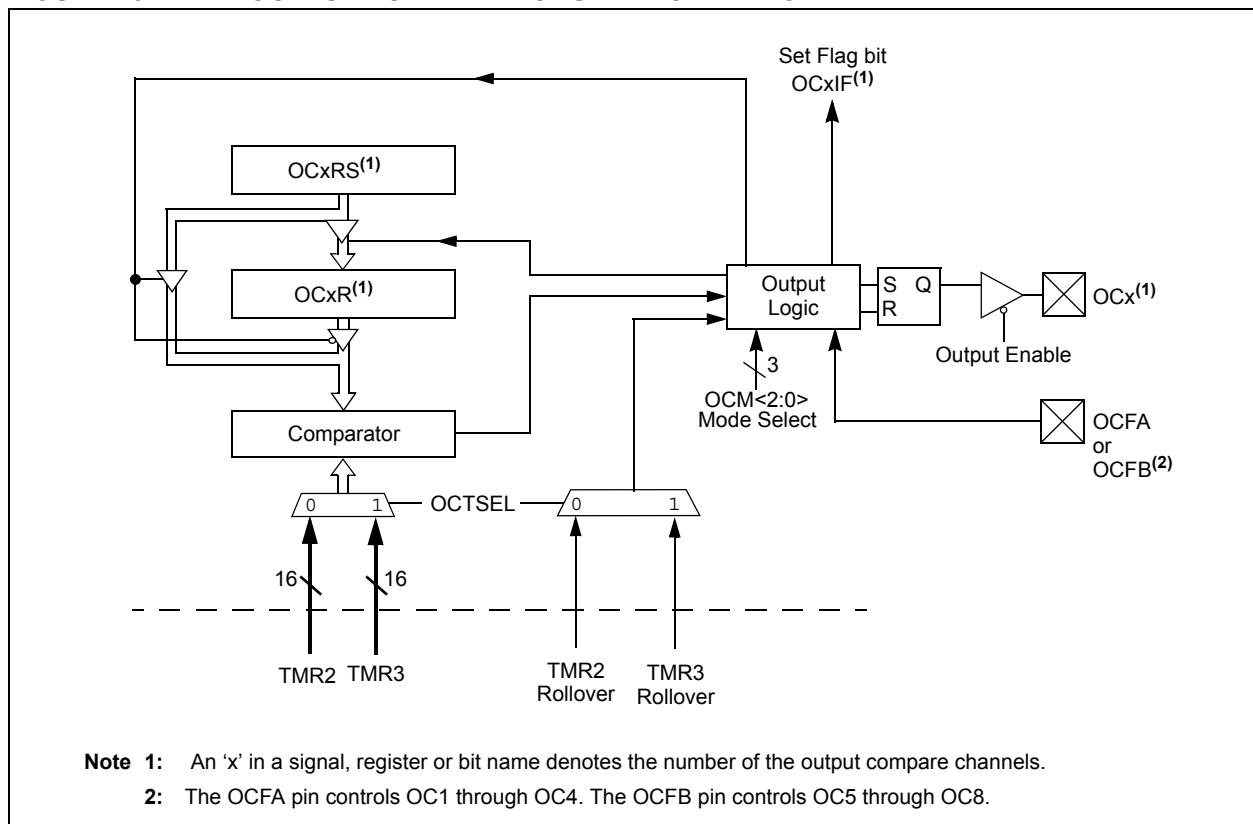 Set Flag bit
OCxIF(1)
OCxRS(1)
OCxR(1)
Output
Logic
S Q
R
OCx(1)
Output Enable
3
OCM<2:0>
Mode Select
Comparator
OCFA
or
OCFB(2)
0 1
OCTSEL
0 1
16
16
TMR2
TMR3
TMR2
Rollover
TMR3
Rollover
Note 1: An ‘x’ in a signal, register or bit name denotes the number of the output compare channels.
2: The OCFA pin controls OC1 through OC4. The OCFB pin controls OC5 through OC8.